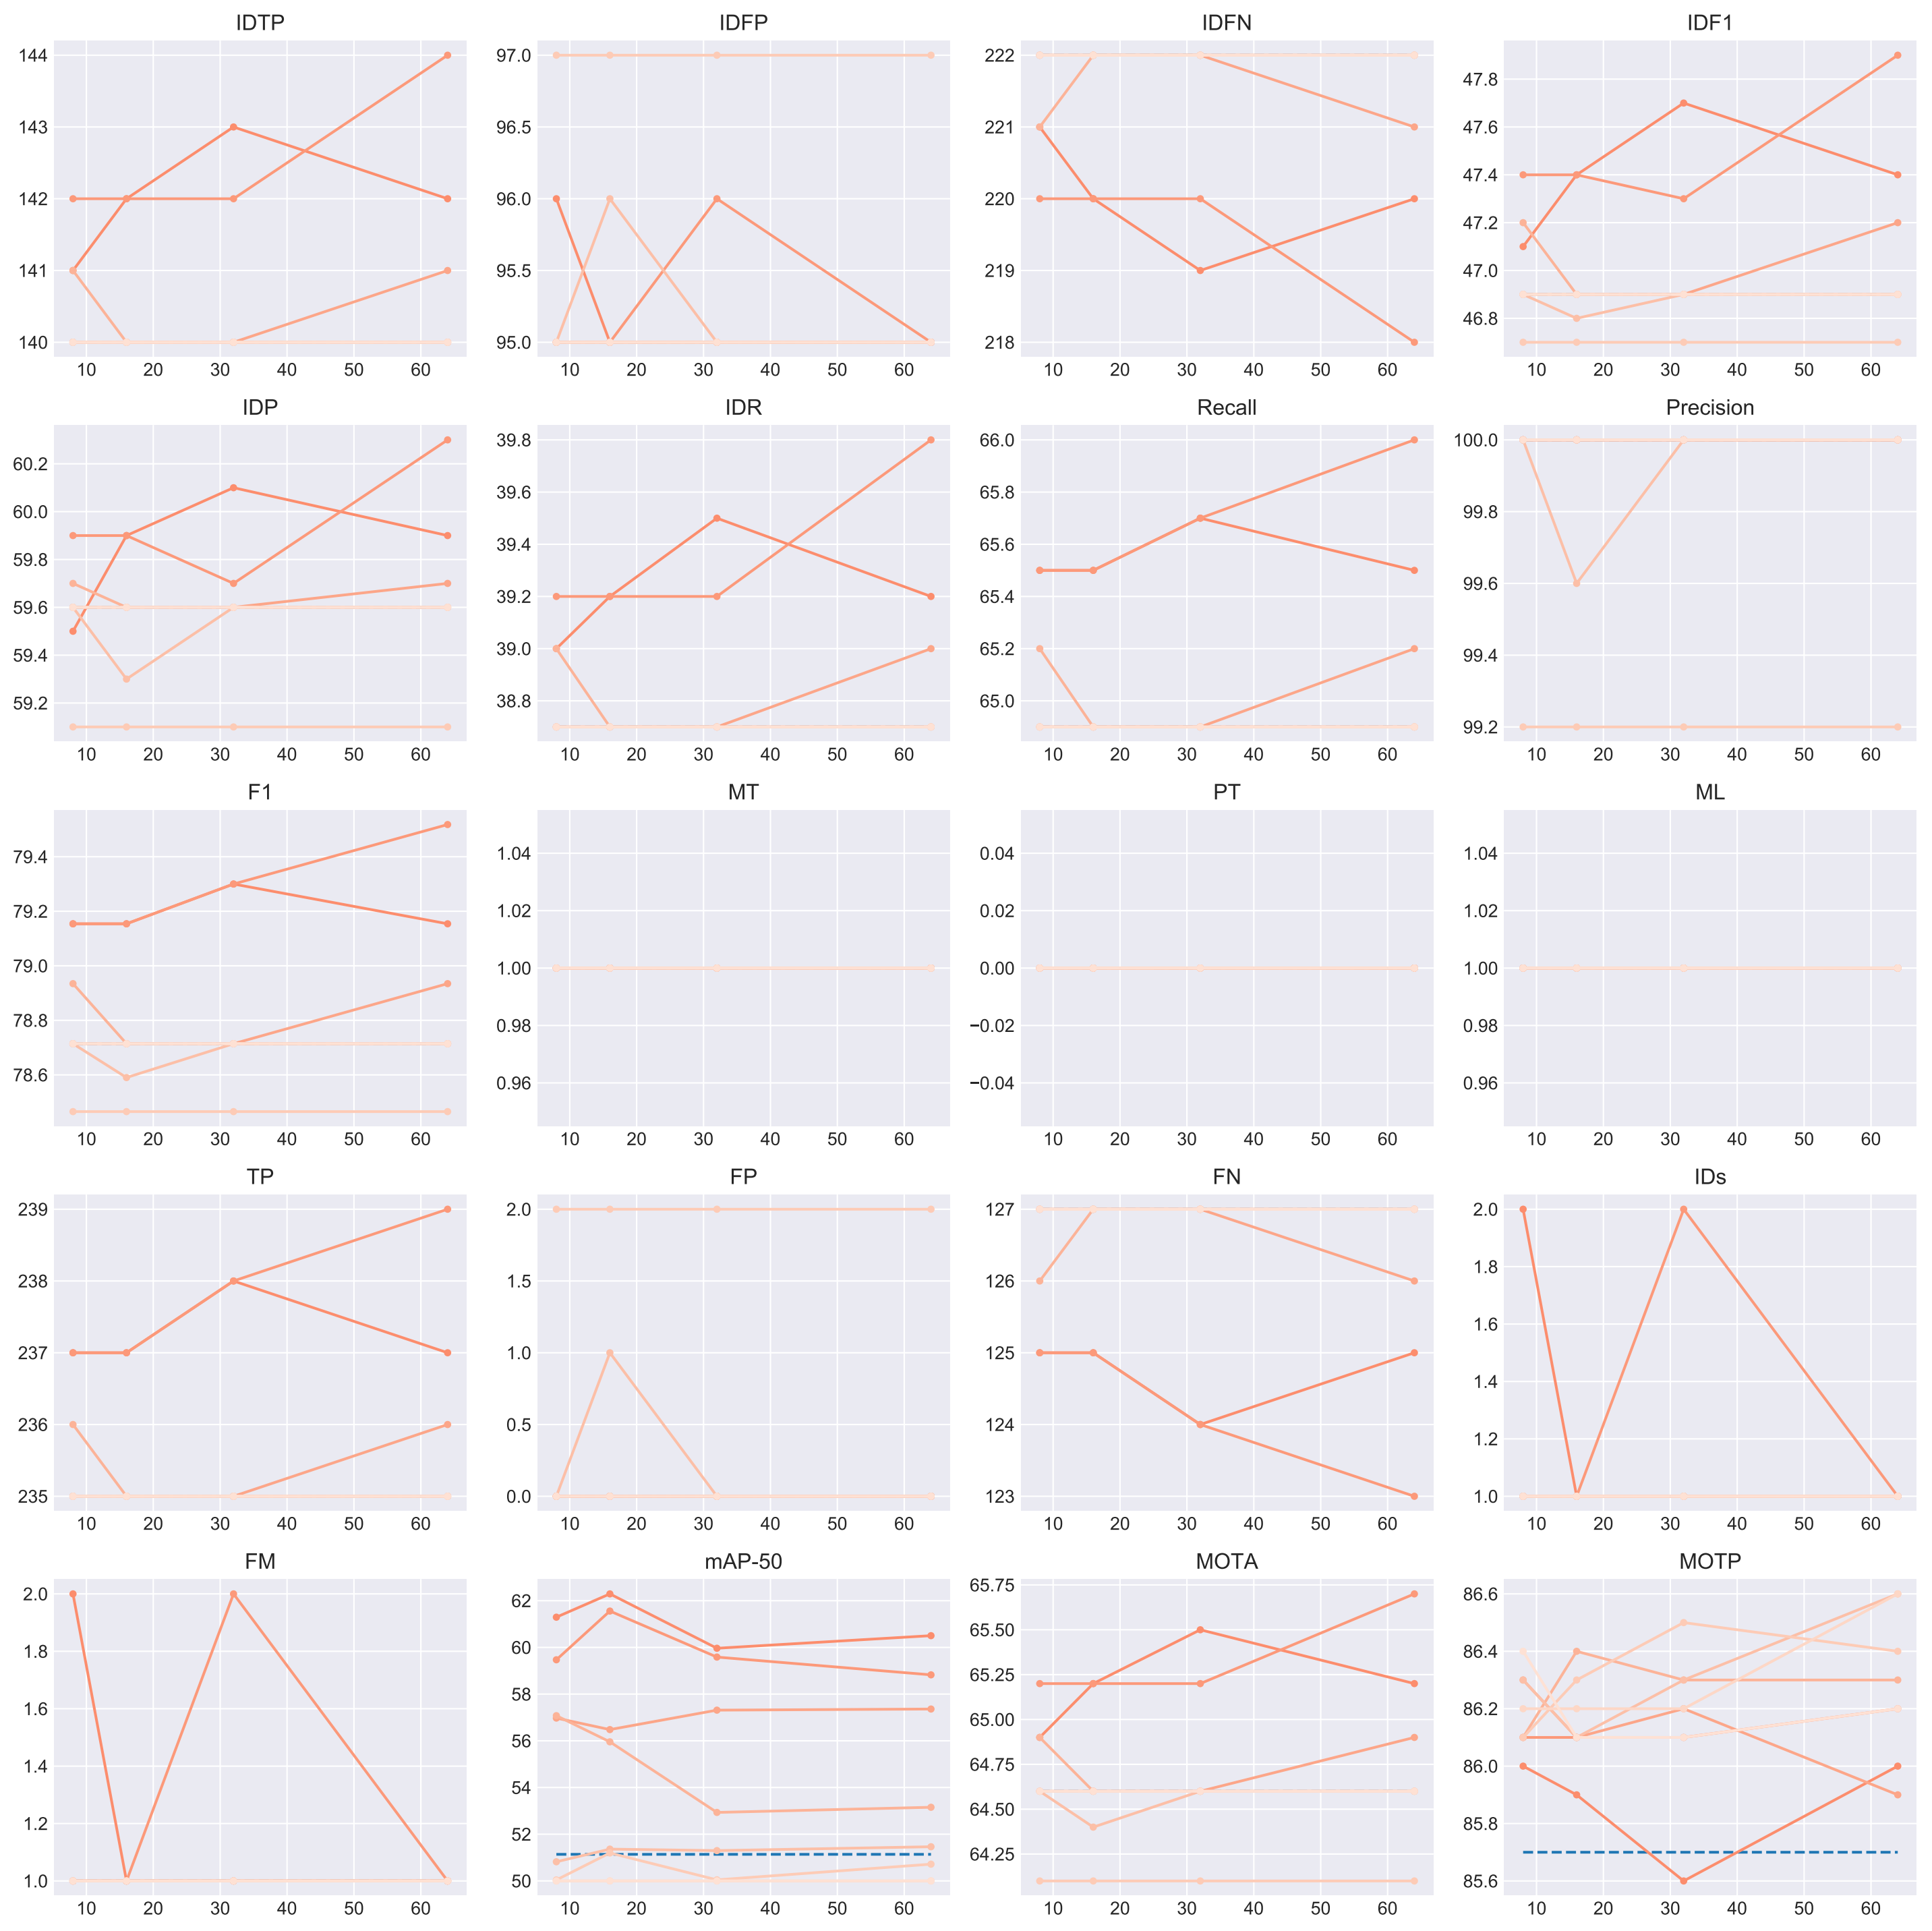 IDTP IDFP IDFN IDF1
144 97.0 222 47.8
143 96.5 221 47.6
142 96.0 220 47.4
141 95.5 219 47.2
140 95.0 218 47.0
46.8
10 20 30 40 50 60 10 20 30 40 50 60 10 20 30 40 50 60 10 20 30 40 50 60
IDP IDR Recall Precision
60.2 39.8 66.0 100.0
60.0 39.6 65.8 99.8
59.8 39.4 65.6 99.6
59.6 39.2 65.4 99.4
59.4 39.0 65.2 99.2
59.2 38.8 65.0
10 20 30 40 50 60 10 20 30 40 50 60 10 20 30 40 50 60 10 20 30 40 50 60
F1 MT PT ML
79.4 1.04 0.04 1.04
79.2 1.02 0.02 1.02
79.0 1.00 0.00 1.00
78.8 0.98 −0.02 0.98
78.6 0.96 −0.04 0.96
10 20 30 40 50 60 10 20 30 40 50 60 10 20 30 40 50 60 10 20 30 40 50 60
TP FP FN IDs
239 2.0 127 2.0
238 1.5 126 1.8
237 1.0 125 1.6
236 0.5 124 1.4
235 0.0 123 1.2
1.0
10 20 30 40 50 60 10 20 30 40 50 60 10 20 30 40 50 60 10 20 30 40 50 60
FM mAP-50 MOTA MOTP
2.0 62 65.75 86.6
1.8 60 65.50 86.4
1.6 58 65.25 86.2
1.4 56 65.00 86.0
1.2 54 64.75 85.8
1.0 52 64.50 85.6
50 64.25
10 20 30 40 50 60 10 20 30 40 50 60 10 20 30 40 50 60 10 20 30 40 50 60